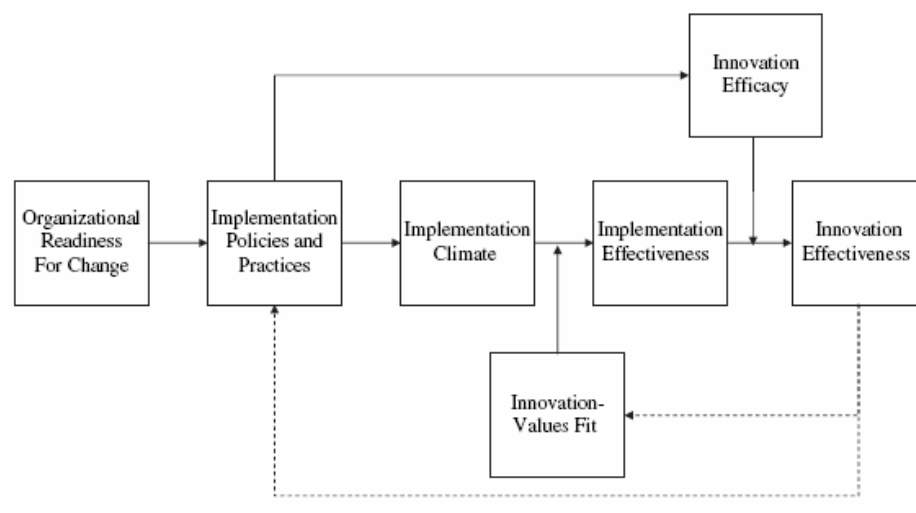 Innovation
Efficacy
Organizational
Readiness
For Change
Implementation
Policies and
Practices
Implementation
Climate
Implementation
Effectiveness
Innovation
Effectiveness
Innovation-
Values Fit